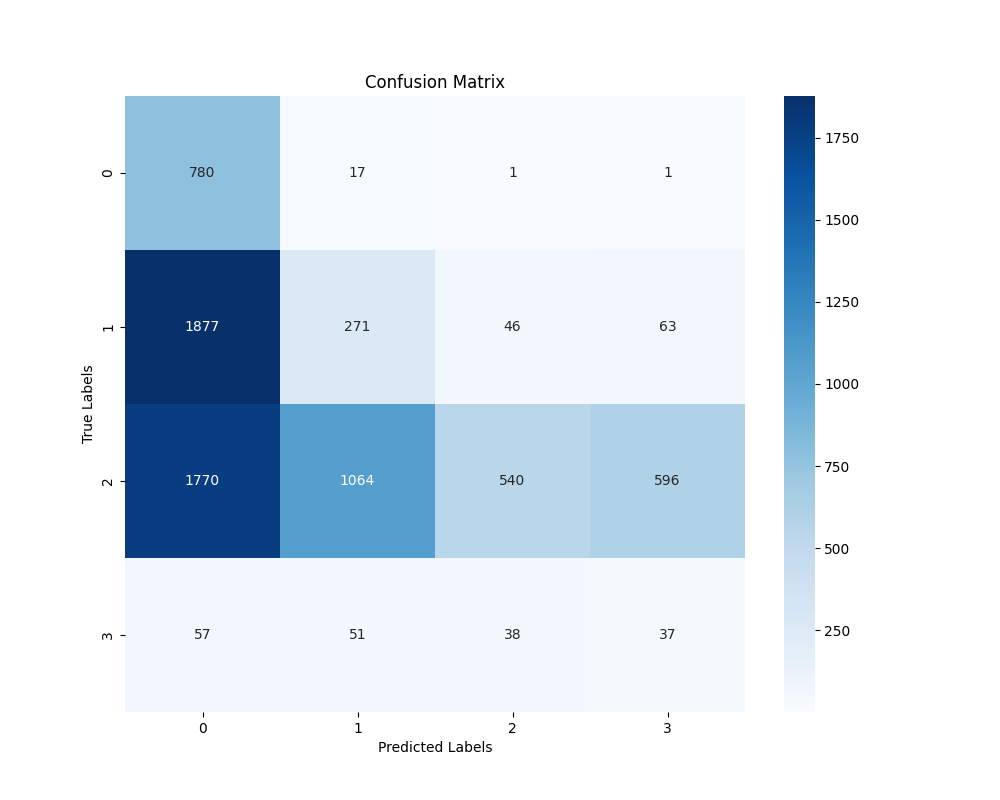 Confusion Matrix
0 780 17 1 1
1 1877 271 46 63
2 1770 1064 540 596
3 57 51 38 37
0 1 2 3
Predicted Labels
True Labels
1750
1500
1250
1000
750
500
250